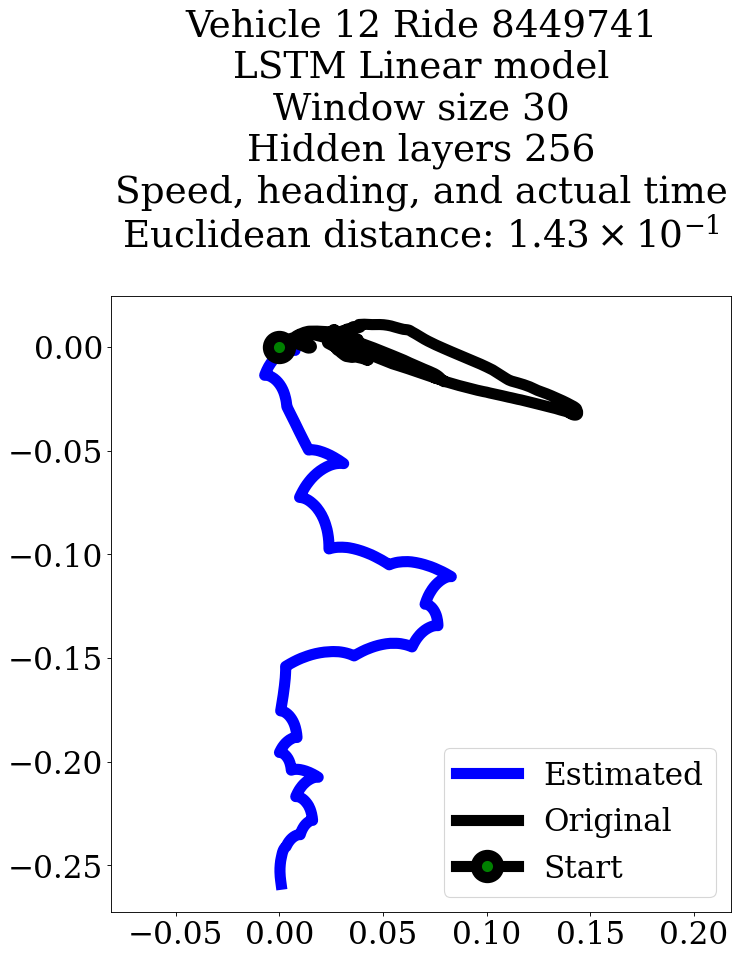 Vehicle 12 Ride 8449741
LSTM Linear model
Window size 30
Hidden layers 256
Speed, heading, and actual time
Euclidean distance: 1.43 × 10⁻¹
0.00
−0.05
−0.10
−0.15
−0.20
−0.25
Estimated
Original
Start
−0.05 0.00 0.05 0.10 0.15 0.20